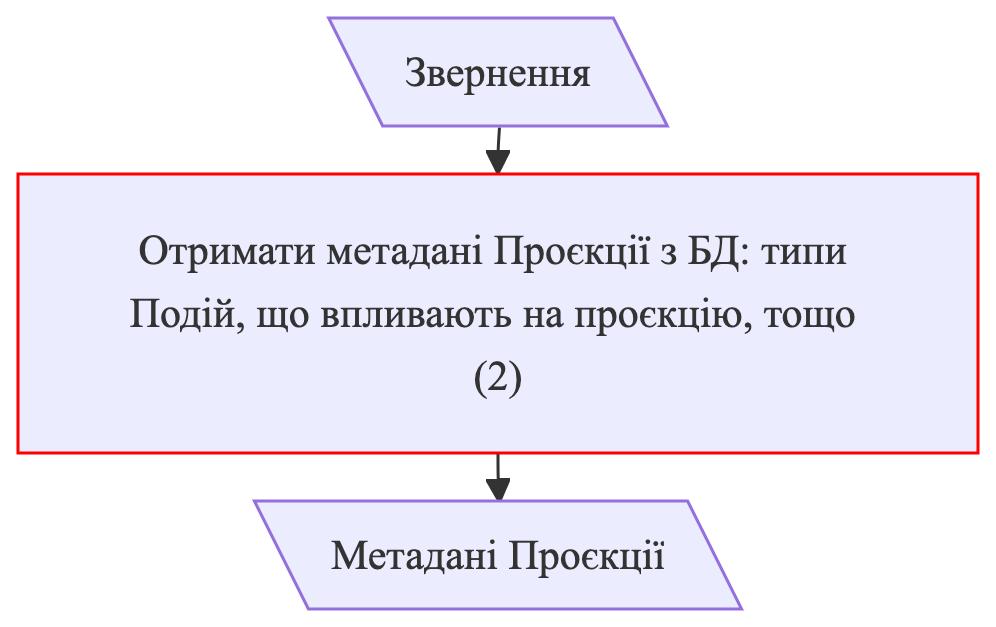 Звернення
Отримати метадані Проєкції з БД: типи
Подій, що впливають на проєкцію, тощо
(2)
Метадані Проєкції